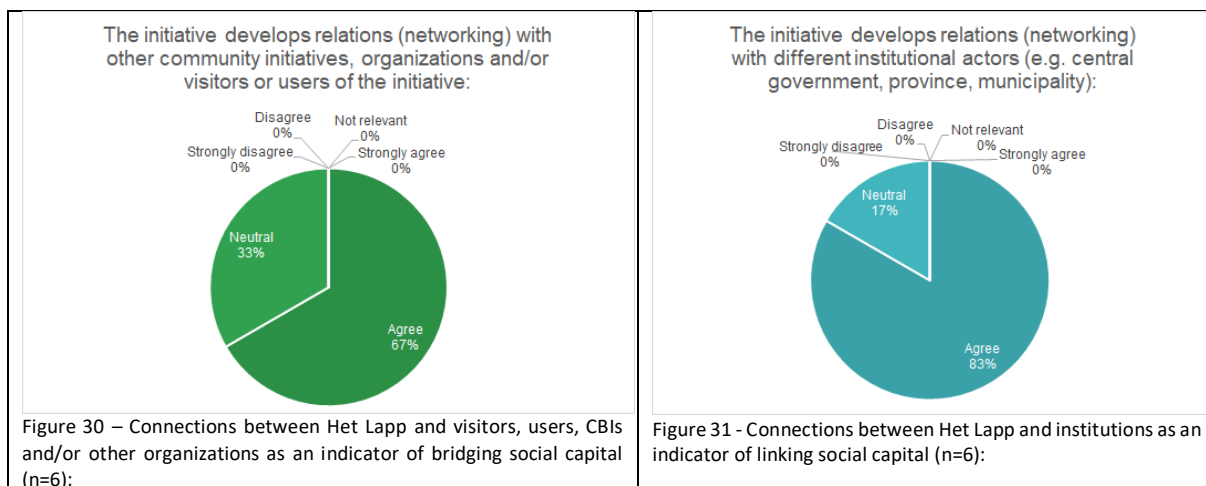 The initiative develops relations (networking) with
other community initiatives, organizations and/or
visitors or users of the initiative:
Disagree
0%
Not relevant
0%
Strongly disagree
0%
Strongly agree
0%
Neutral
33%
Agree
67%
Figure 30 – Connections between Het Lapp and visitors, users, CBIs
and/or other organizations as an indicator of bridging social capital
(n=6):
The initiative develops relations (networking)
with different institutional actors (e.g. central
government, province, municipality):
Disagree
0%
Not relevant
0%
Strongly disagree
0%
Strongly agree
0%
Neutral
17%
Agree
83%
Figure 31 - Connections between Het Lapp and institutions as an
indicator of linking social capital (n=6):